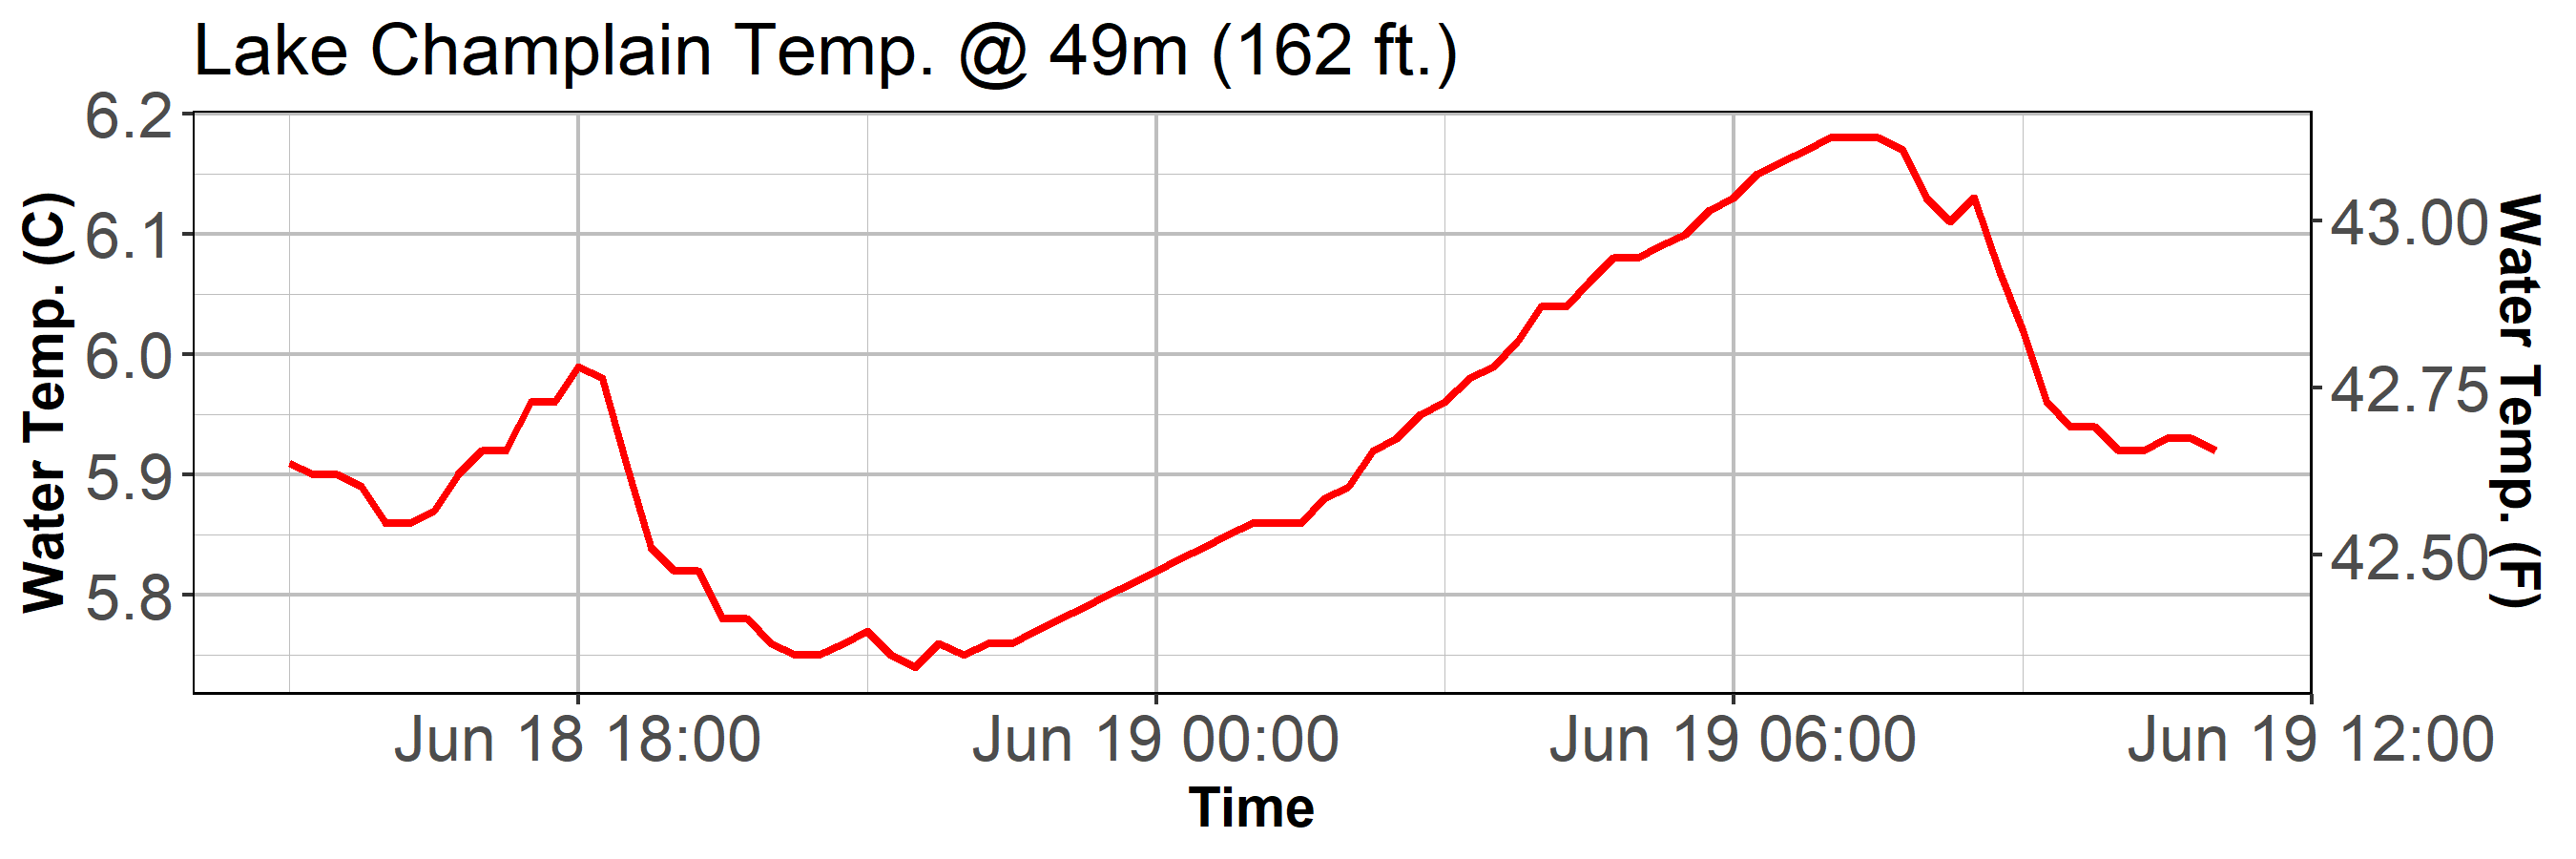 Lake Champlain Temp. @ 49m (162 ft.)
Water Temp. (C)
6.2
6.1
6.0
5.9
5.8
43.00
42.75
42.50
Water Temp. (F)
Jun 18 18:00 Jun 19 00:00 Jun 19 06:00 Jun 19 12:00
Time